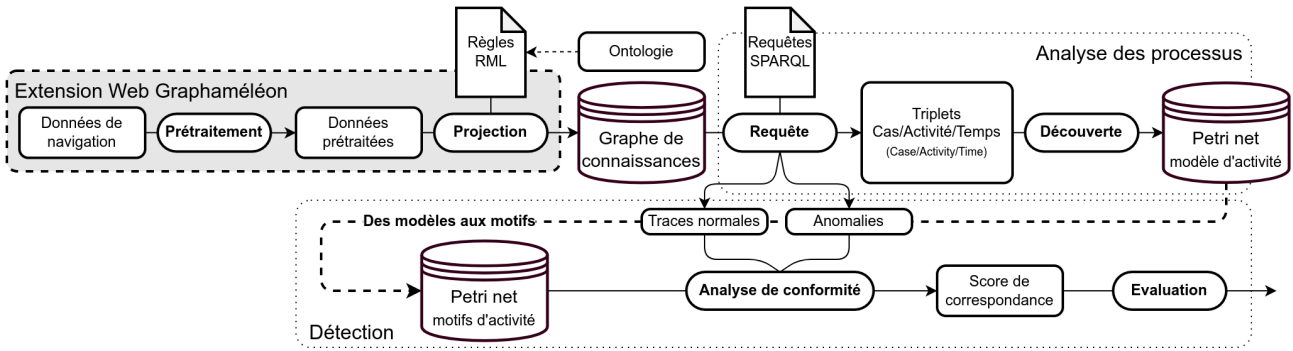 Règles
RML
Ontologie
Requêtes
SPARQL
Analyse des processus
Extension Web Graphaméléon
Données de
navigation
Prétraitement
Données
prétraitées
Projection
Graphe de
connaissances
Requête
Triplets
Cas/Activité/Temps
(Case/Activity/Time)
Découverte
Petri net
modèle d'activité
Des modèles aux motifs
Traces normales
Anomalies
Petri net
motifs d'activité
Analyse de conformité
Score de
correspondance
Evaluation
Détection